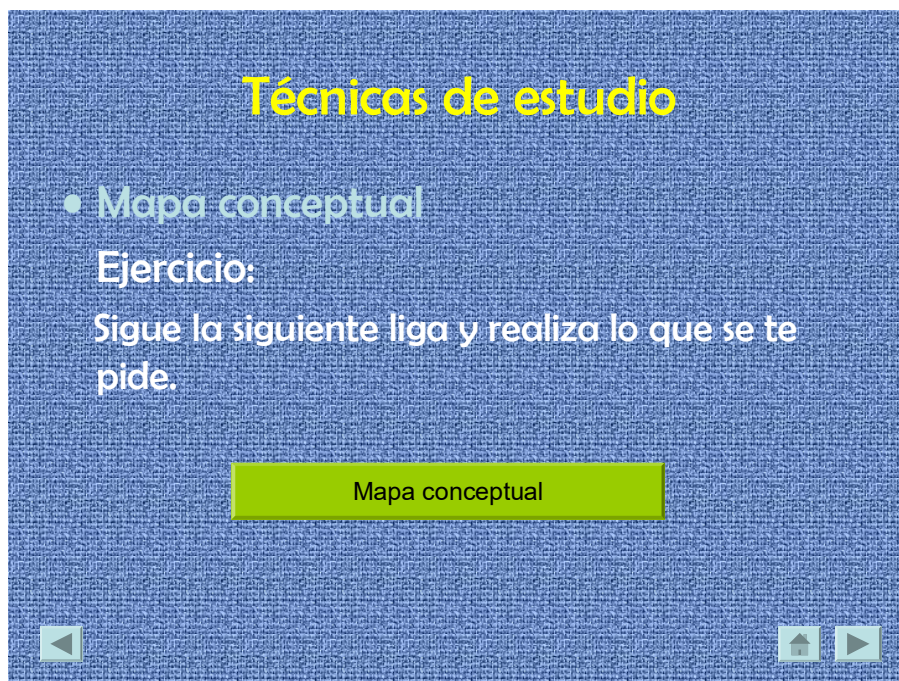 Técnicas de estudio
• Mapa conceptual
Ejercicio:
Sigue la siguiente liga y realiza lo que se te
pide.
Mapa conceptual